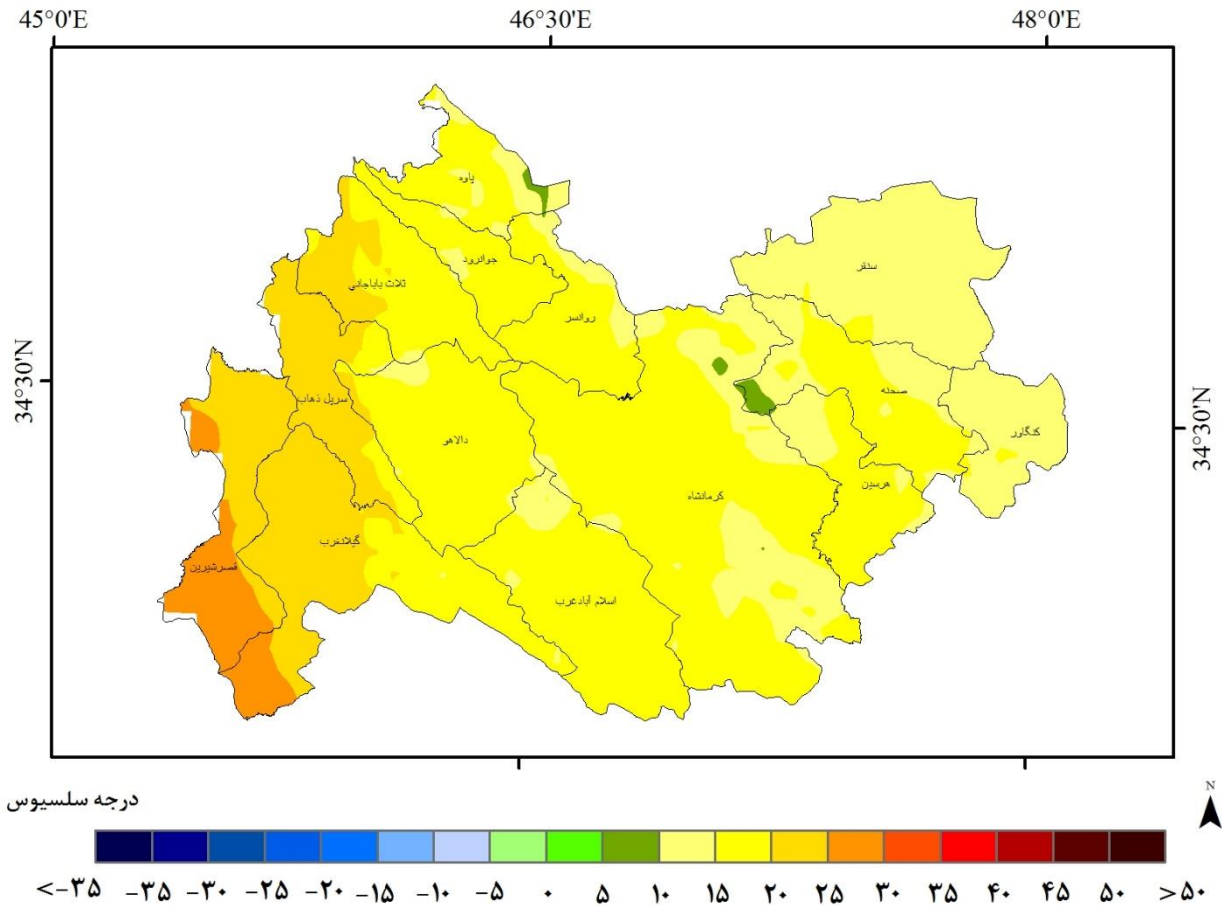 45°0'E 46°30'E 48°0'E
34°30'N 34°30'N
پاوه
سنقر
جوانرود
ثلاث باباجانی
روانسر
صحنه
سرپل ذهاب
کنگاور
دالاهو
هرسین
کرمانشاه
گیلانغرب
قصرشیرین
اسلام آبادغرب
درجه سلسیوس
N
<-۳۵ -۳۵ -۳۰ -۲۵ -۲۰ -۱۵ -۱۰ -۵ ۰ ۵ ۱۰ ۱۵ ۲۰ ۲۵ ۳۰ ۳۵ ۴۰ ۴۵ ۵۰ >۵۰